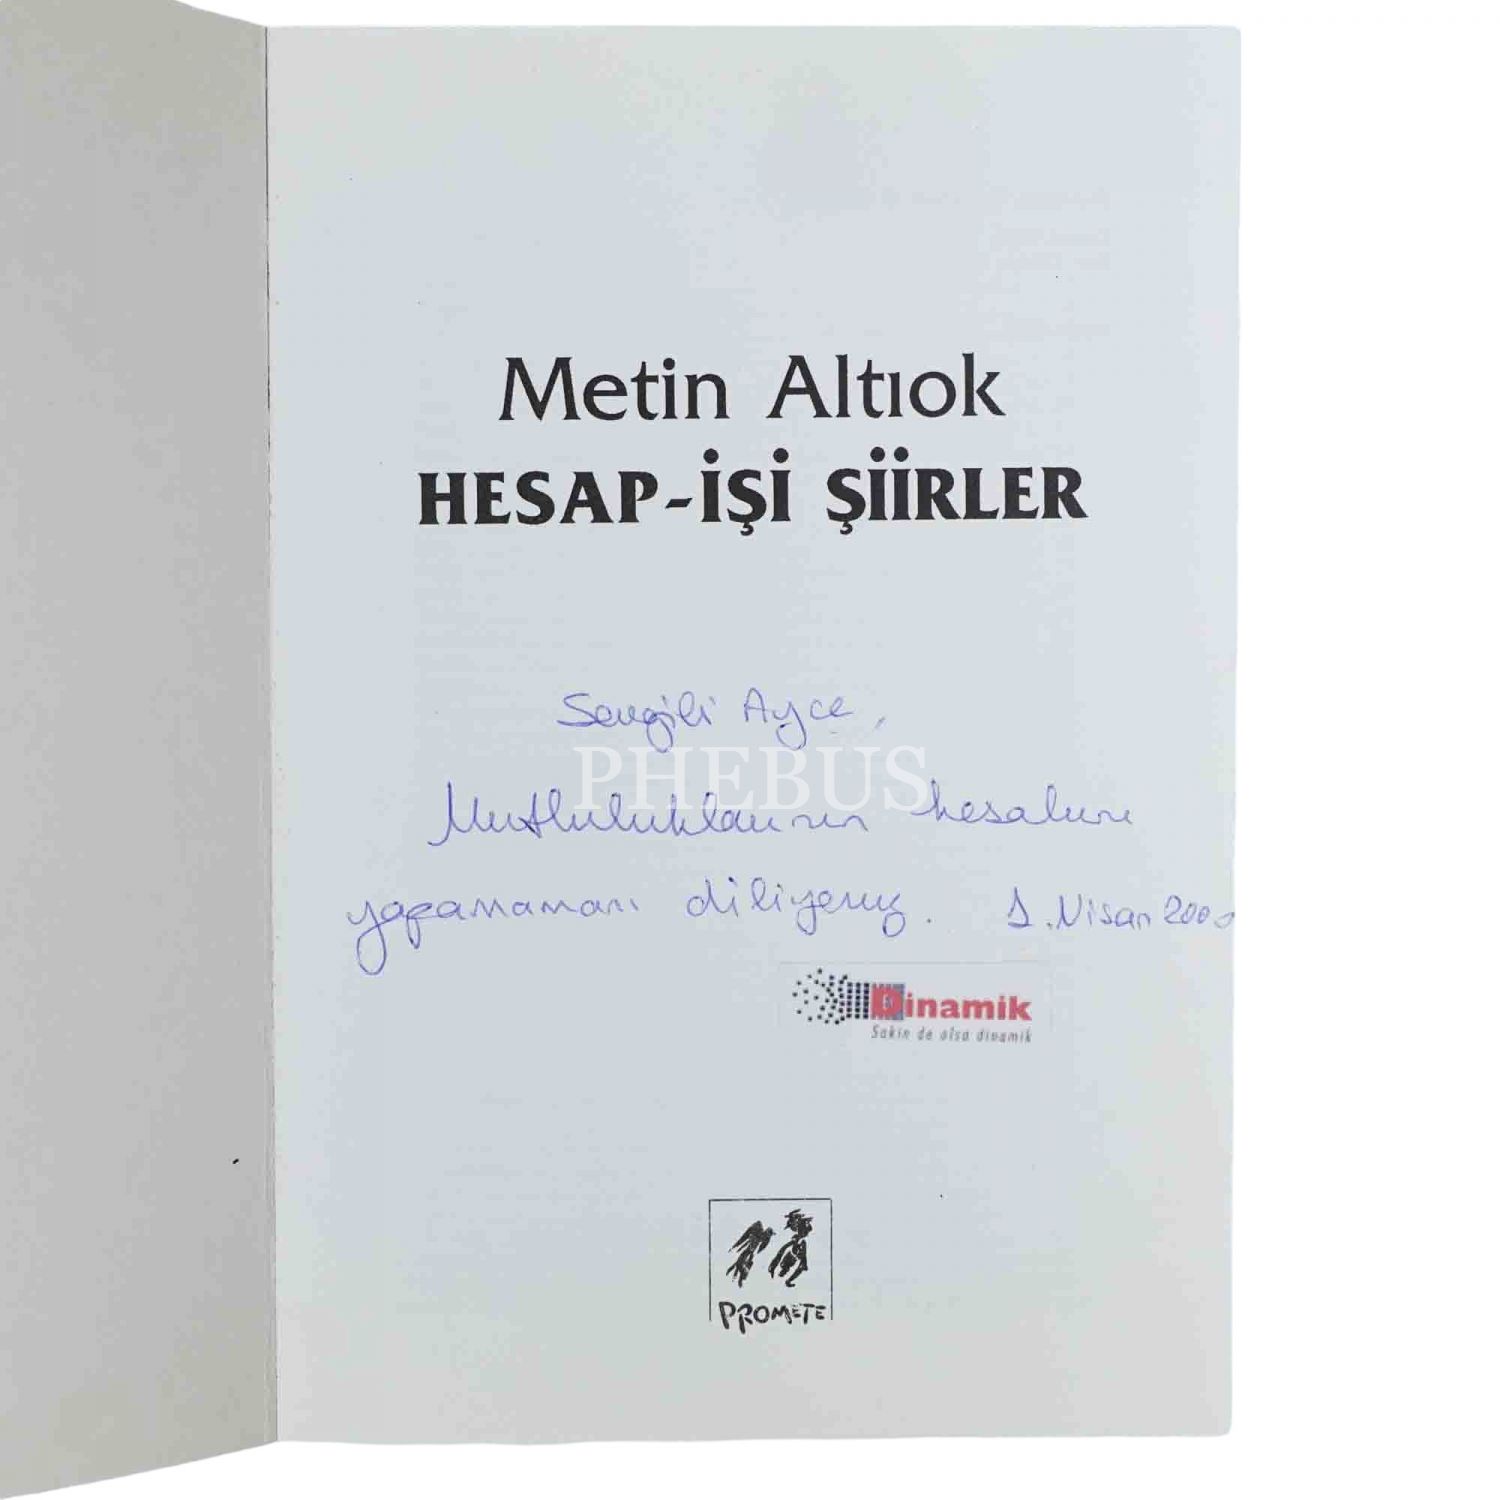 Metin Altıok
HESAP-İŞİ ŞİİRLER
Sevgili Ayçe,
PHEBUS
Mutluluklarının hesabını
yapamamanı diliyoruz. 1.Nisan 2000
Dinamik
Sakin de olsa dinamik
PROMETE